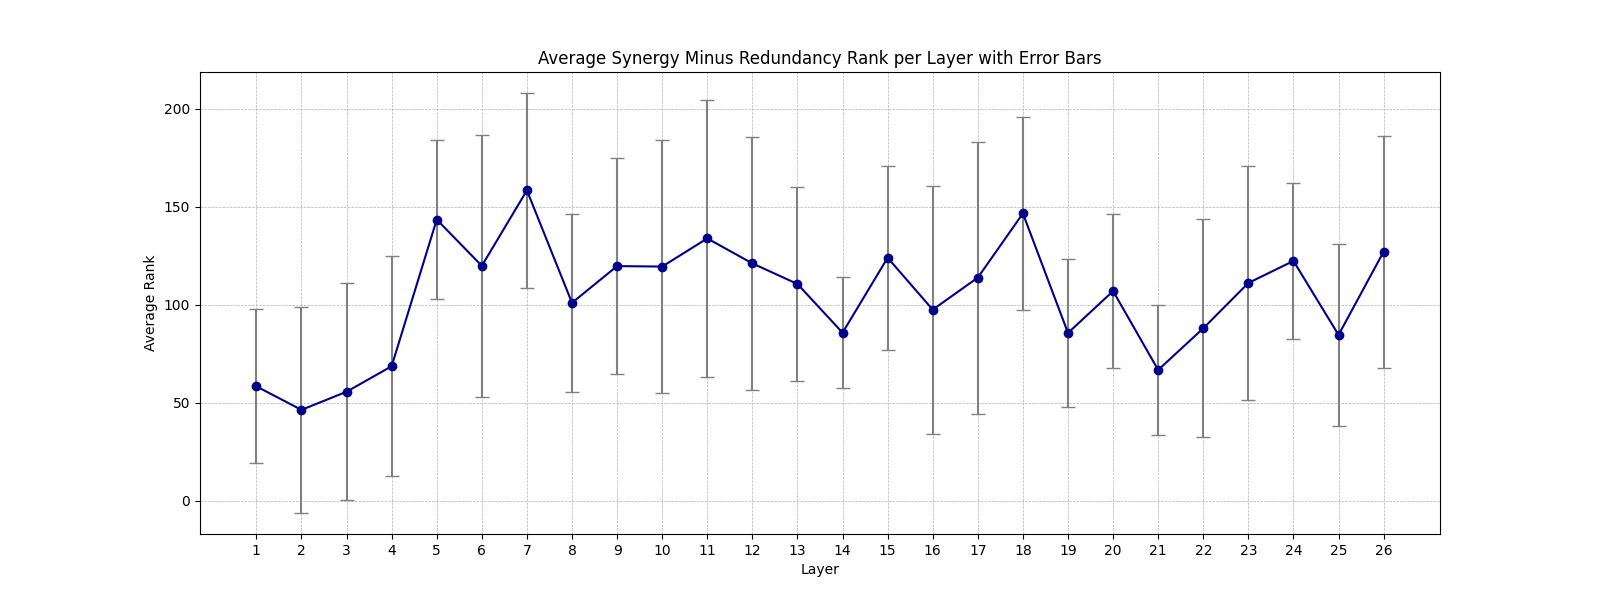 Average Synergy Minus Redundancy Rank per Layer with Error Bars
200
150
100
50
0
Average Rank
1 2 3 4 5 6 7 8 9 10 11 12 13 14 15 16 17 18 19 20 21 22 23 24 25 26
Layer